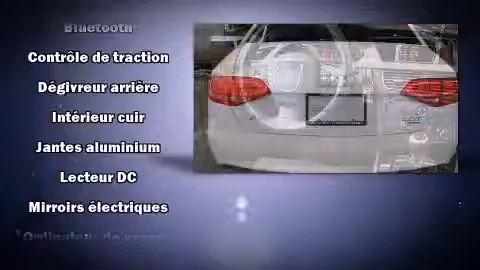 Bluetooth
Contrôle de traction
Dégivreur arrière
Intérieur cuir
Jantes aluminium
Lecteur DC
Mirroirs électriques